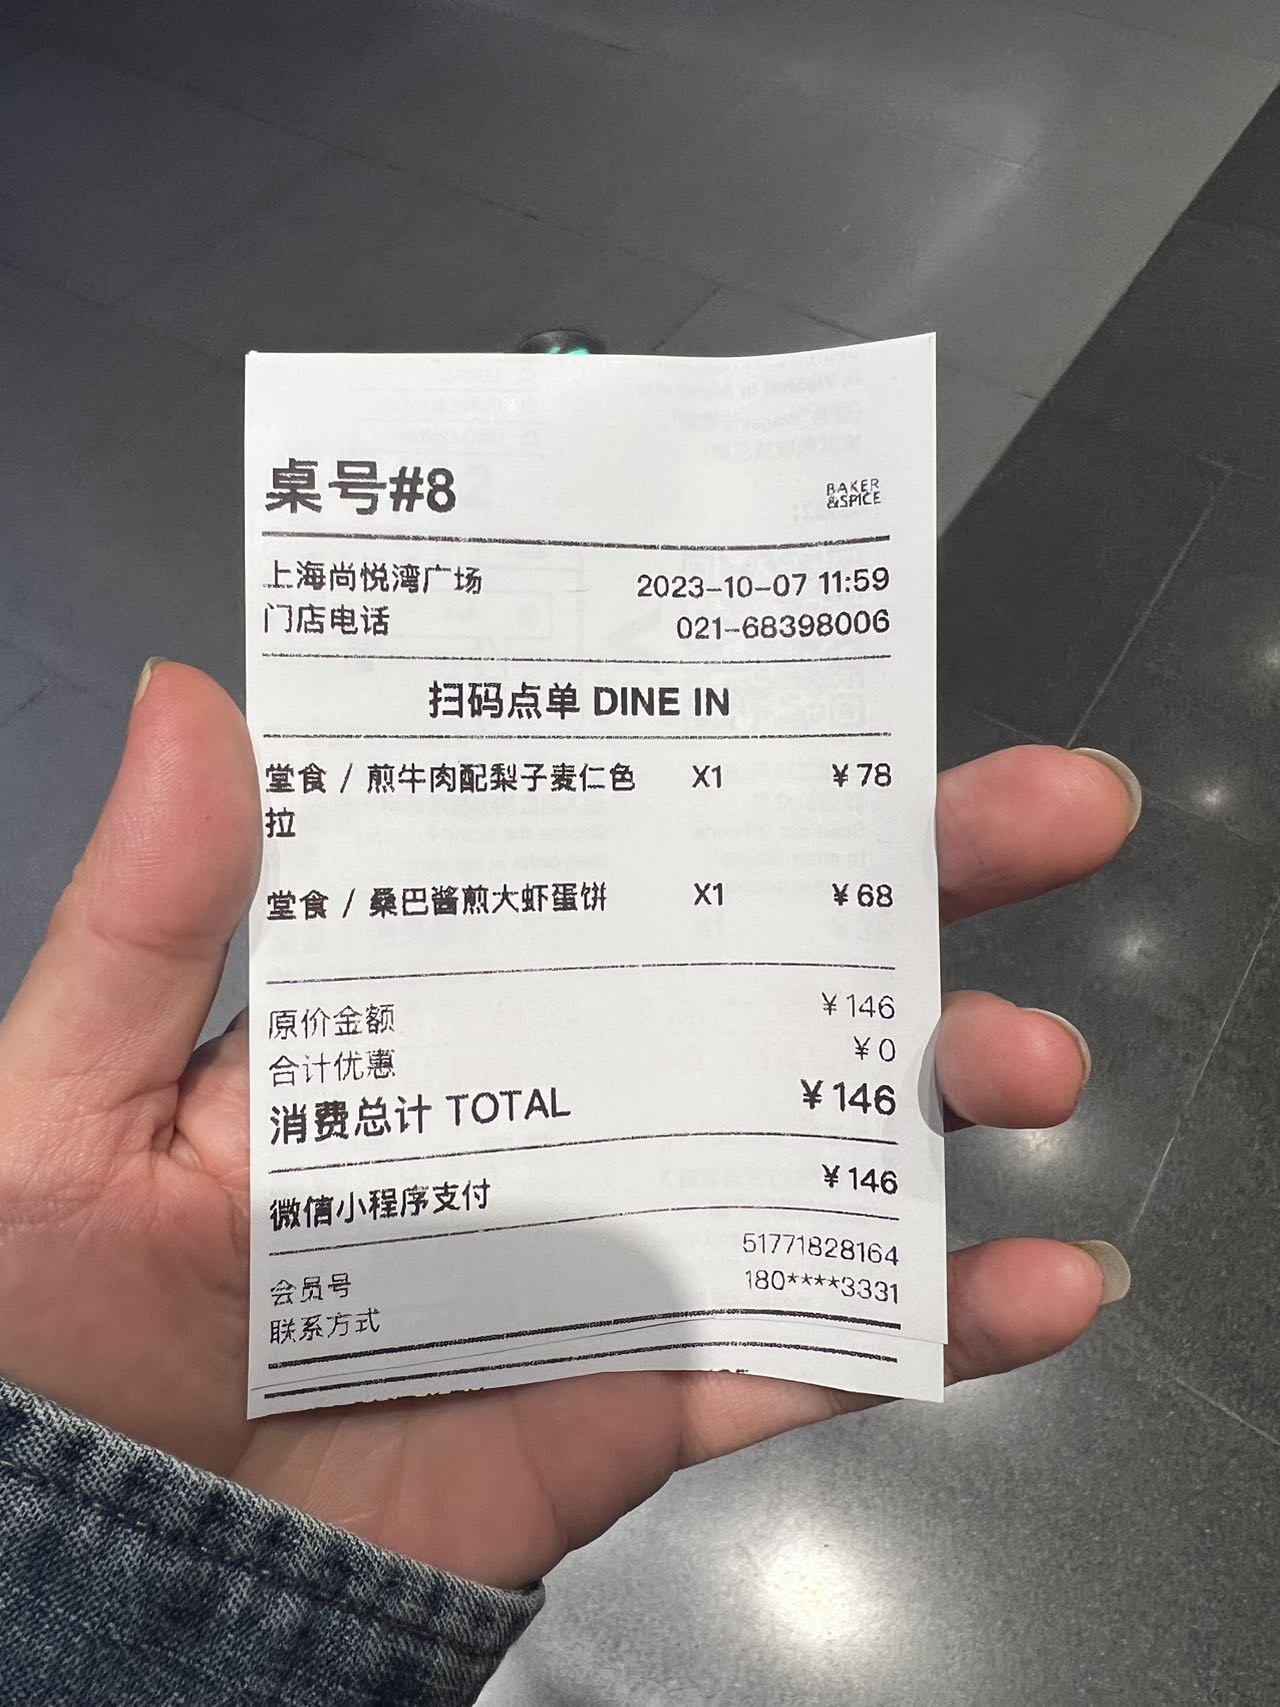 桌号#8
BAKER
&SPICE
上海尚悦湾广场 2023-10-07 11:59
门店电话 021-68398006
扫码点单 DINE IN
堂食 / 煎牛肉配梨子麦仁色 X1 ¥78
拉
堂食 / 桑巴酱煎大虾蛋饼 X1 ¥68
原价金额 ¥146
合计优惠 ¥0
消费总计 TOTAL ¥146
微信小程序支付 ¥146
会员号 51771828164
联系方式 180****3331